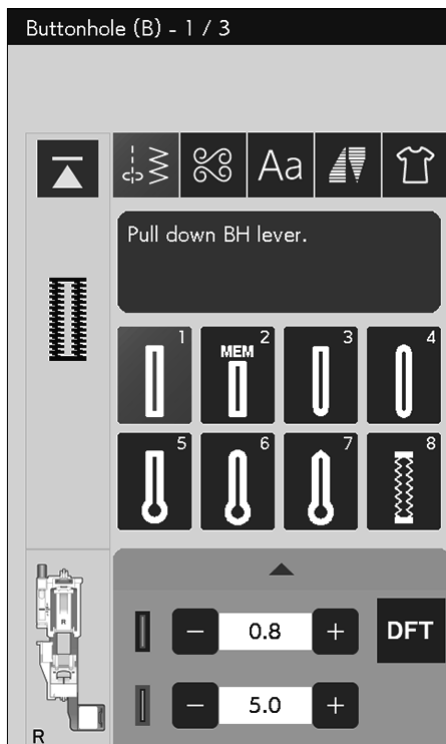 Buttonhole (B) - 1 / 3
Aa
Pull down BH lever.
1
MEM 2
3
4
5
6
7
8
− 0.8 + DFT
− 5.0 +
R